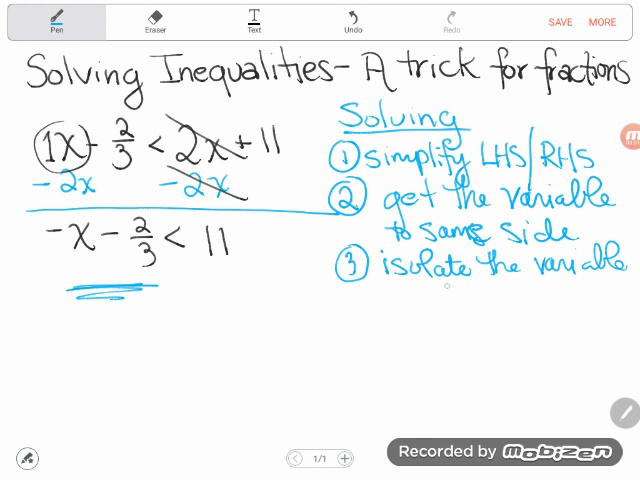 Pen Eraser Text Undo Redo SAVE MORE
Solving Inequalities - A trick for fractions
1x - 2/3 < 2x + 11
- 2x - 2x
-x - 2/3 < 11
Solving
① simplify LHS/RHS
② get the variable
to same side
③ isolate the variable
1/1
Recorded by mobizen